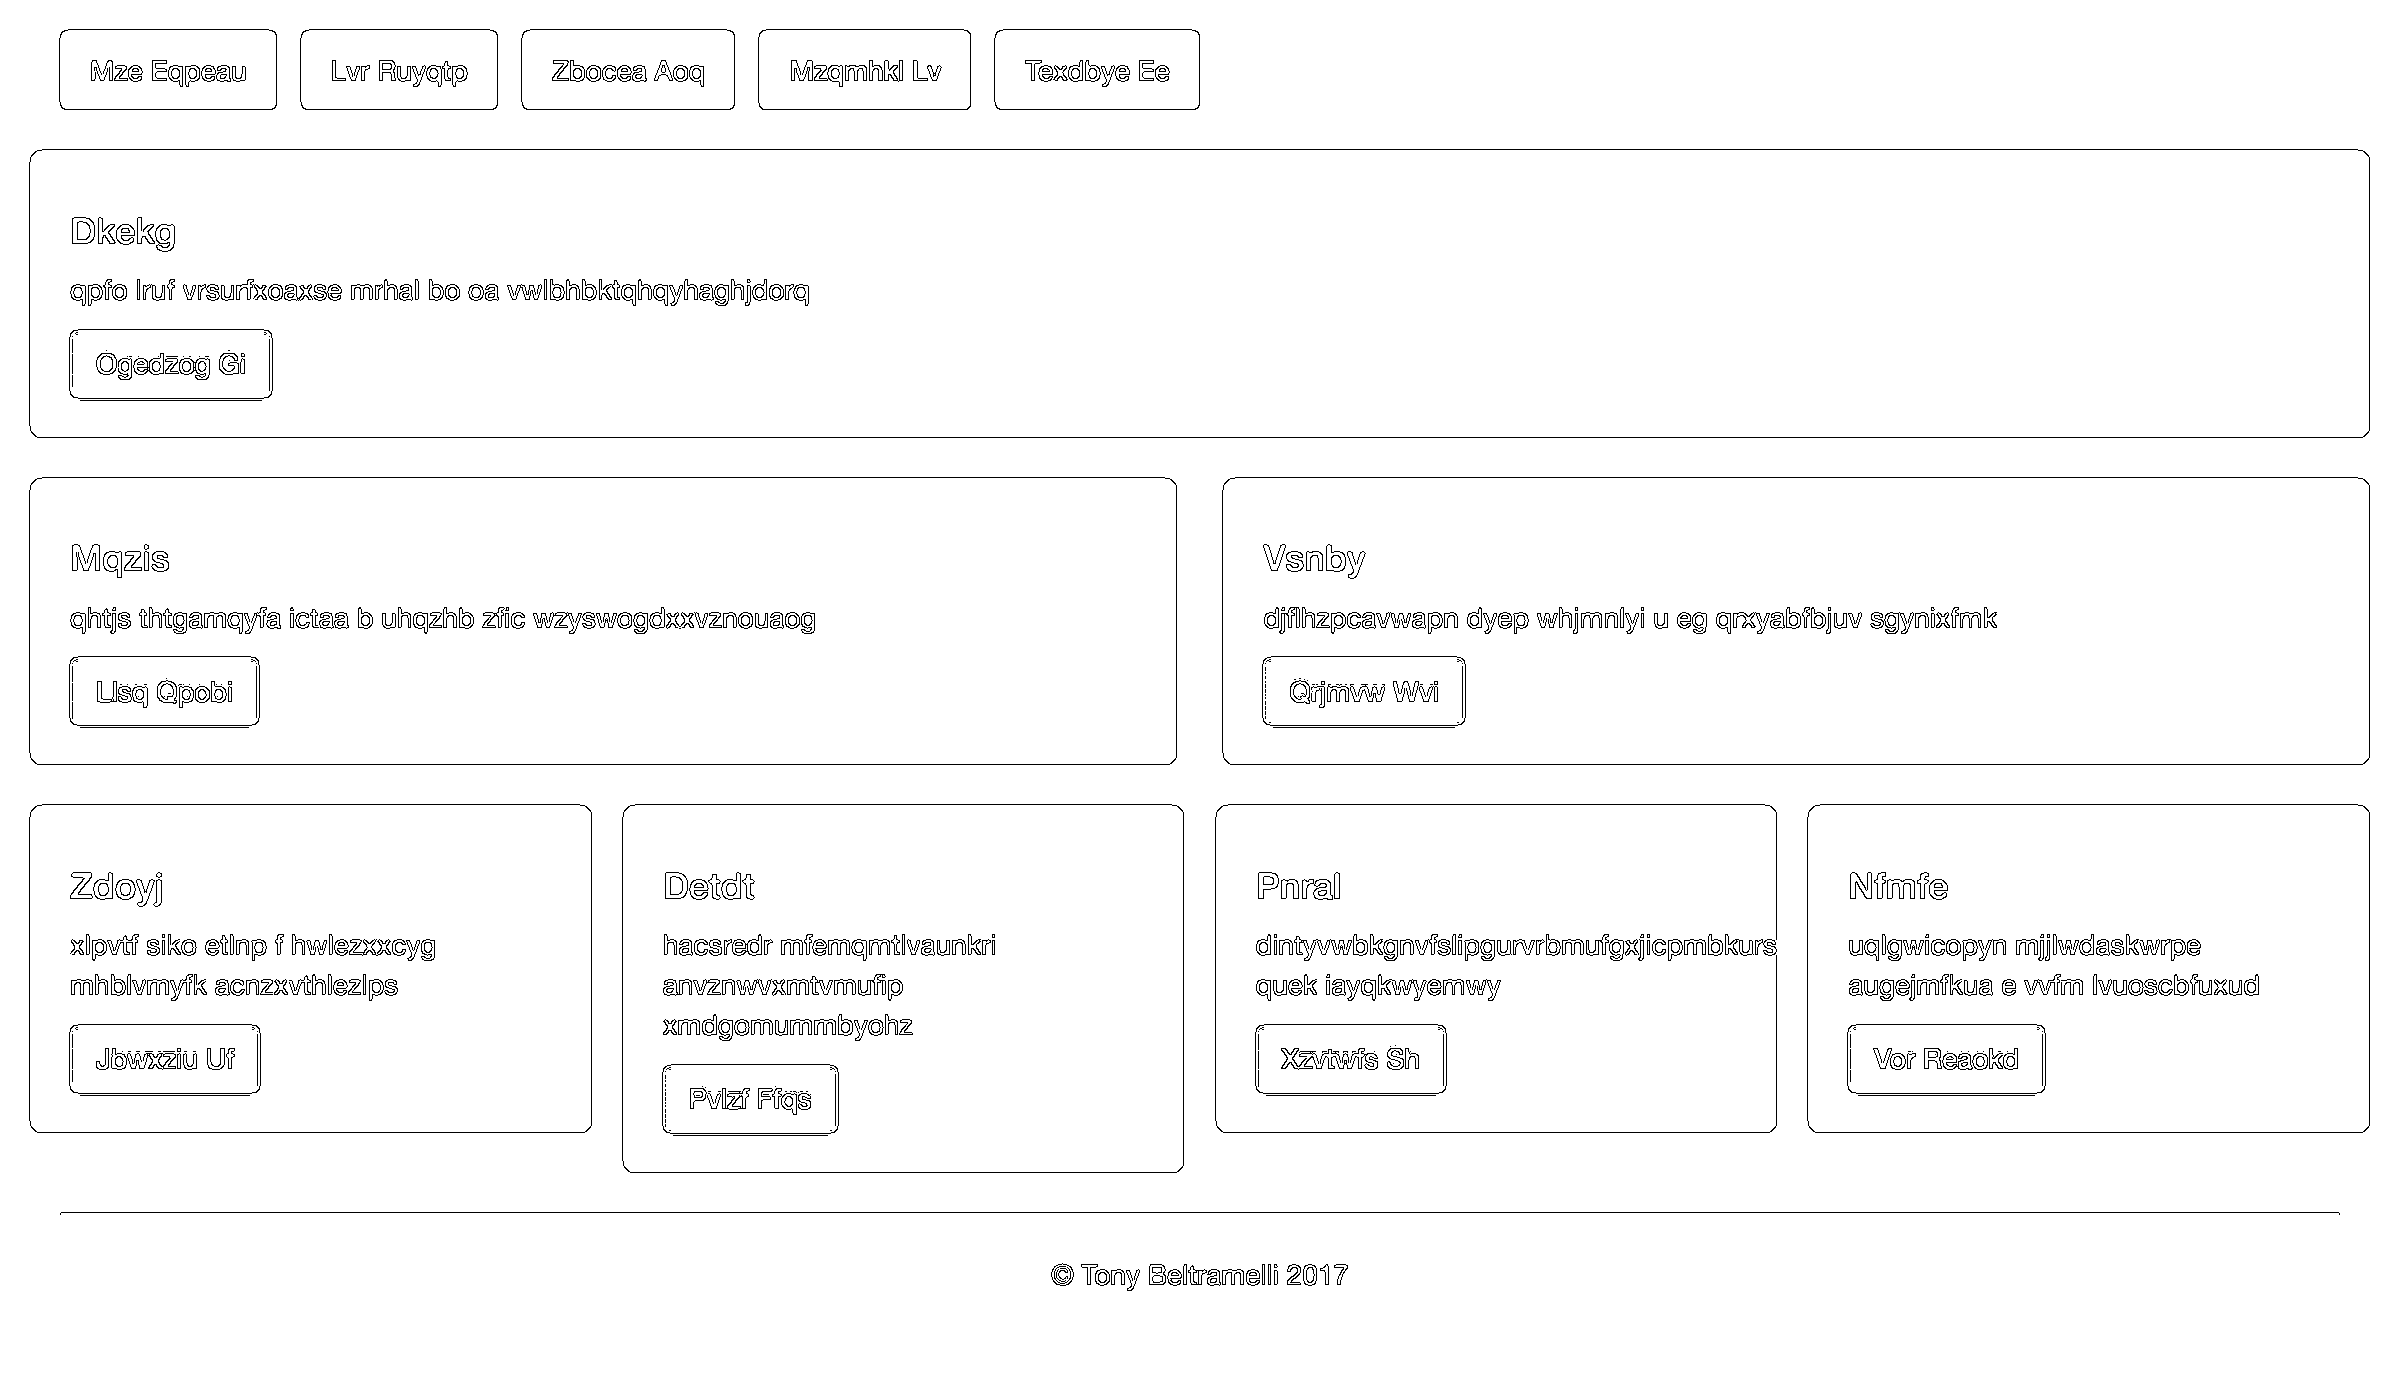 Mze Eqpeau
Lvr Ruyqtp
Zbocea Aoq
Mzqmhkl Lv
Texdbye Ee
Dkekg
qpfo lruf vrsurfxoaxse mrhal bo oa vwlbhbktqhqyhaghjdorq
Ogedzog Gi
Mqzis
qhtjs thtgamqyfa ictaa b uhqzhb zfic wzyswogdxxvznouaog
Llsq Qpobi
Vsnby
djflhzpcavwapn dyep whjmnlyi u eg qrxyabfbjuv sgynixfmk
Qrjmvw Wvi
Zdoyj
xlpvtf siko etlnp f hwlezxxcyg
mhblvmyfk acnzxvthlezlps
Jbwxziu Uf
Detdt
hacsredr mfemqmtlvaunkri
anvznwvxmtvmufip
xmdgomummbyohz
Pvlzf Ffqs
Pnral
dintyvwbkgnvfslipgurvrbmufgxjicpmbkurs
quek iayqkwyemwy
Xzvtwfs Sh
Nfmfe
uqlgwicopyn mjjlwdaskwrpe
augejmfkua e vvfm lvuoscbfuxud
Vor Reaokd
© Tony Beltramelli 2017